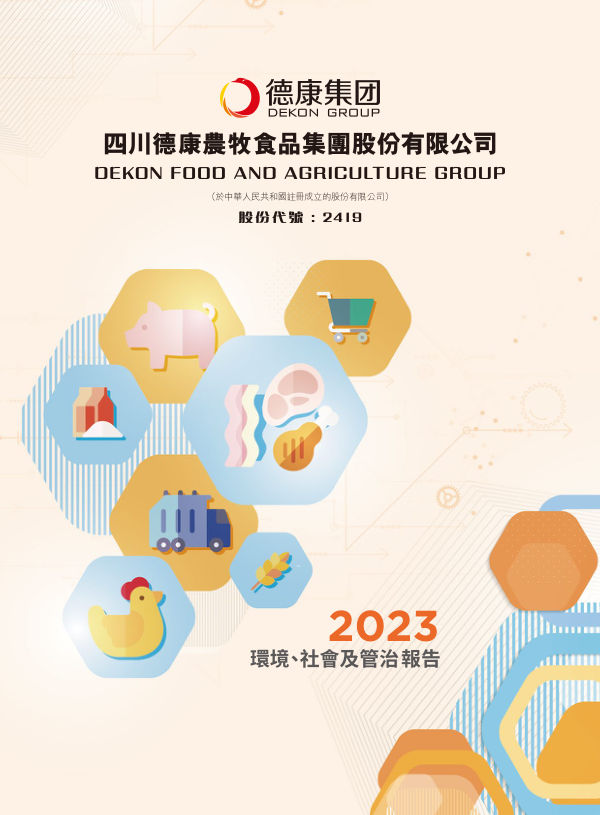 德康集团
DEKON GROUP
四川德康農牧食品集團股份有限公司
DEKON FOOD AND AGRICULTURE GROUP
（於中華人民共和國註冊成立的股份有限公司）
股份代號：2419
2023
環境、社會及管治報告